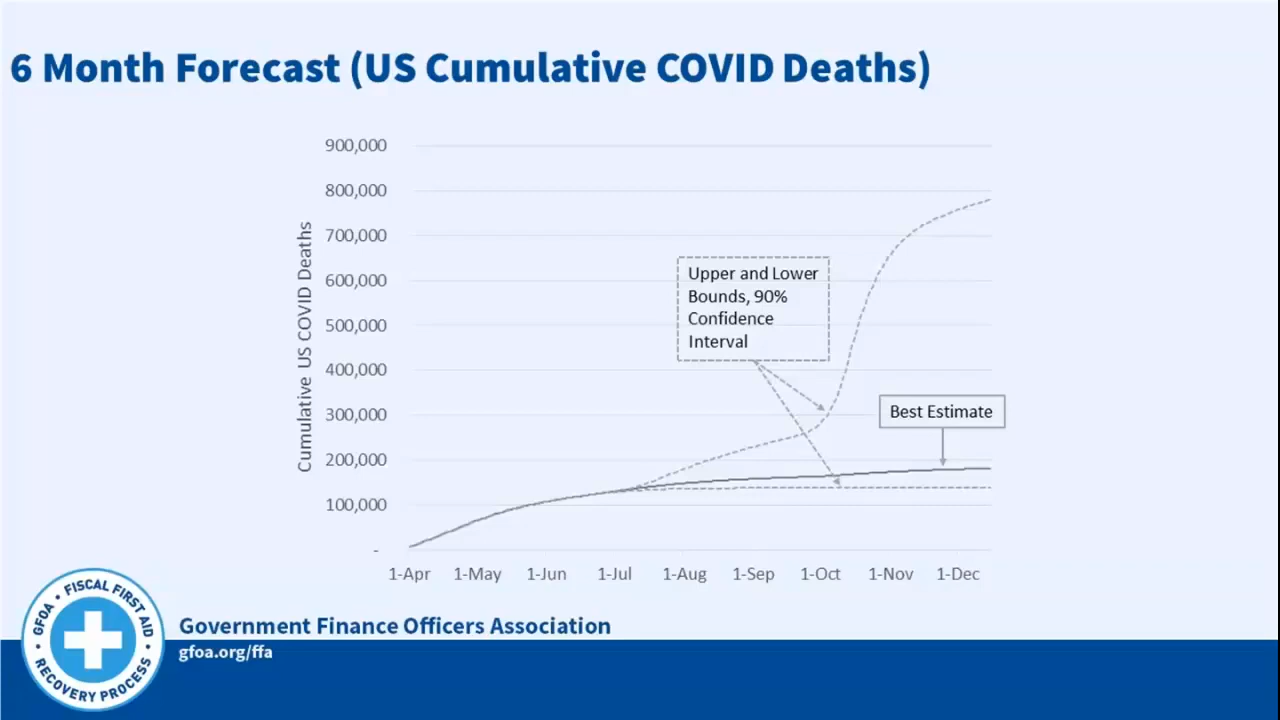 6 Month Forecast (US Cumulative COVID Deaths)
900,000
800,000
700,000
600,000
500,000
400,000
300,000
200,000
100,000
-
Cumulative US COVID Deaths
Upper and Lower
Bounds, 90%
Confidence
Interval
Best Estimate
1-Apr 1-May 1-Jun 1-Jul 1-Aug 1-Sep 1-Oct 1-Nov 1-Dec
GFOA • FISCAL FIRST AID
• RECOVERY PROCESS •
Government Finance Officers Association
gfoa.org/ffa